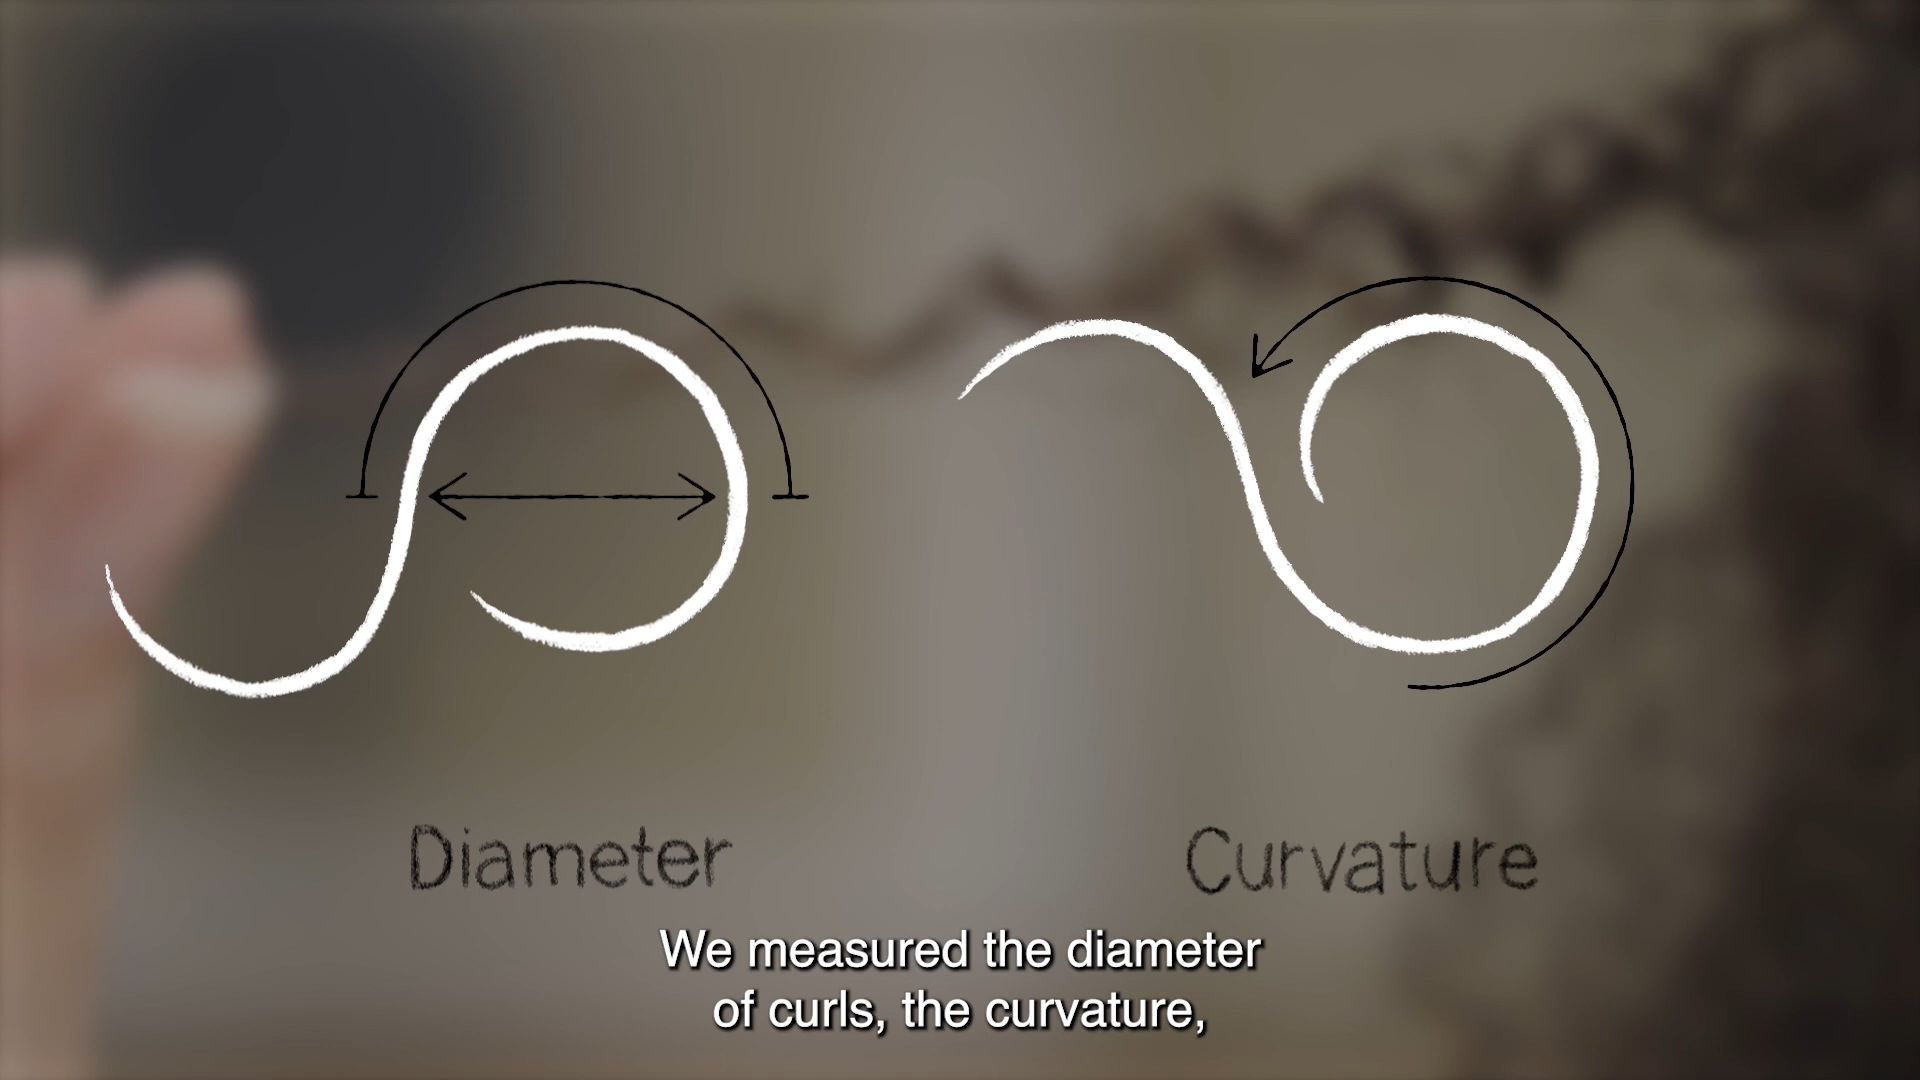 Diameter
Curvature
We measured the diameter
of curls, the curvature,